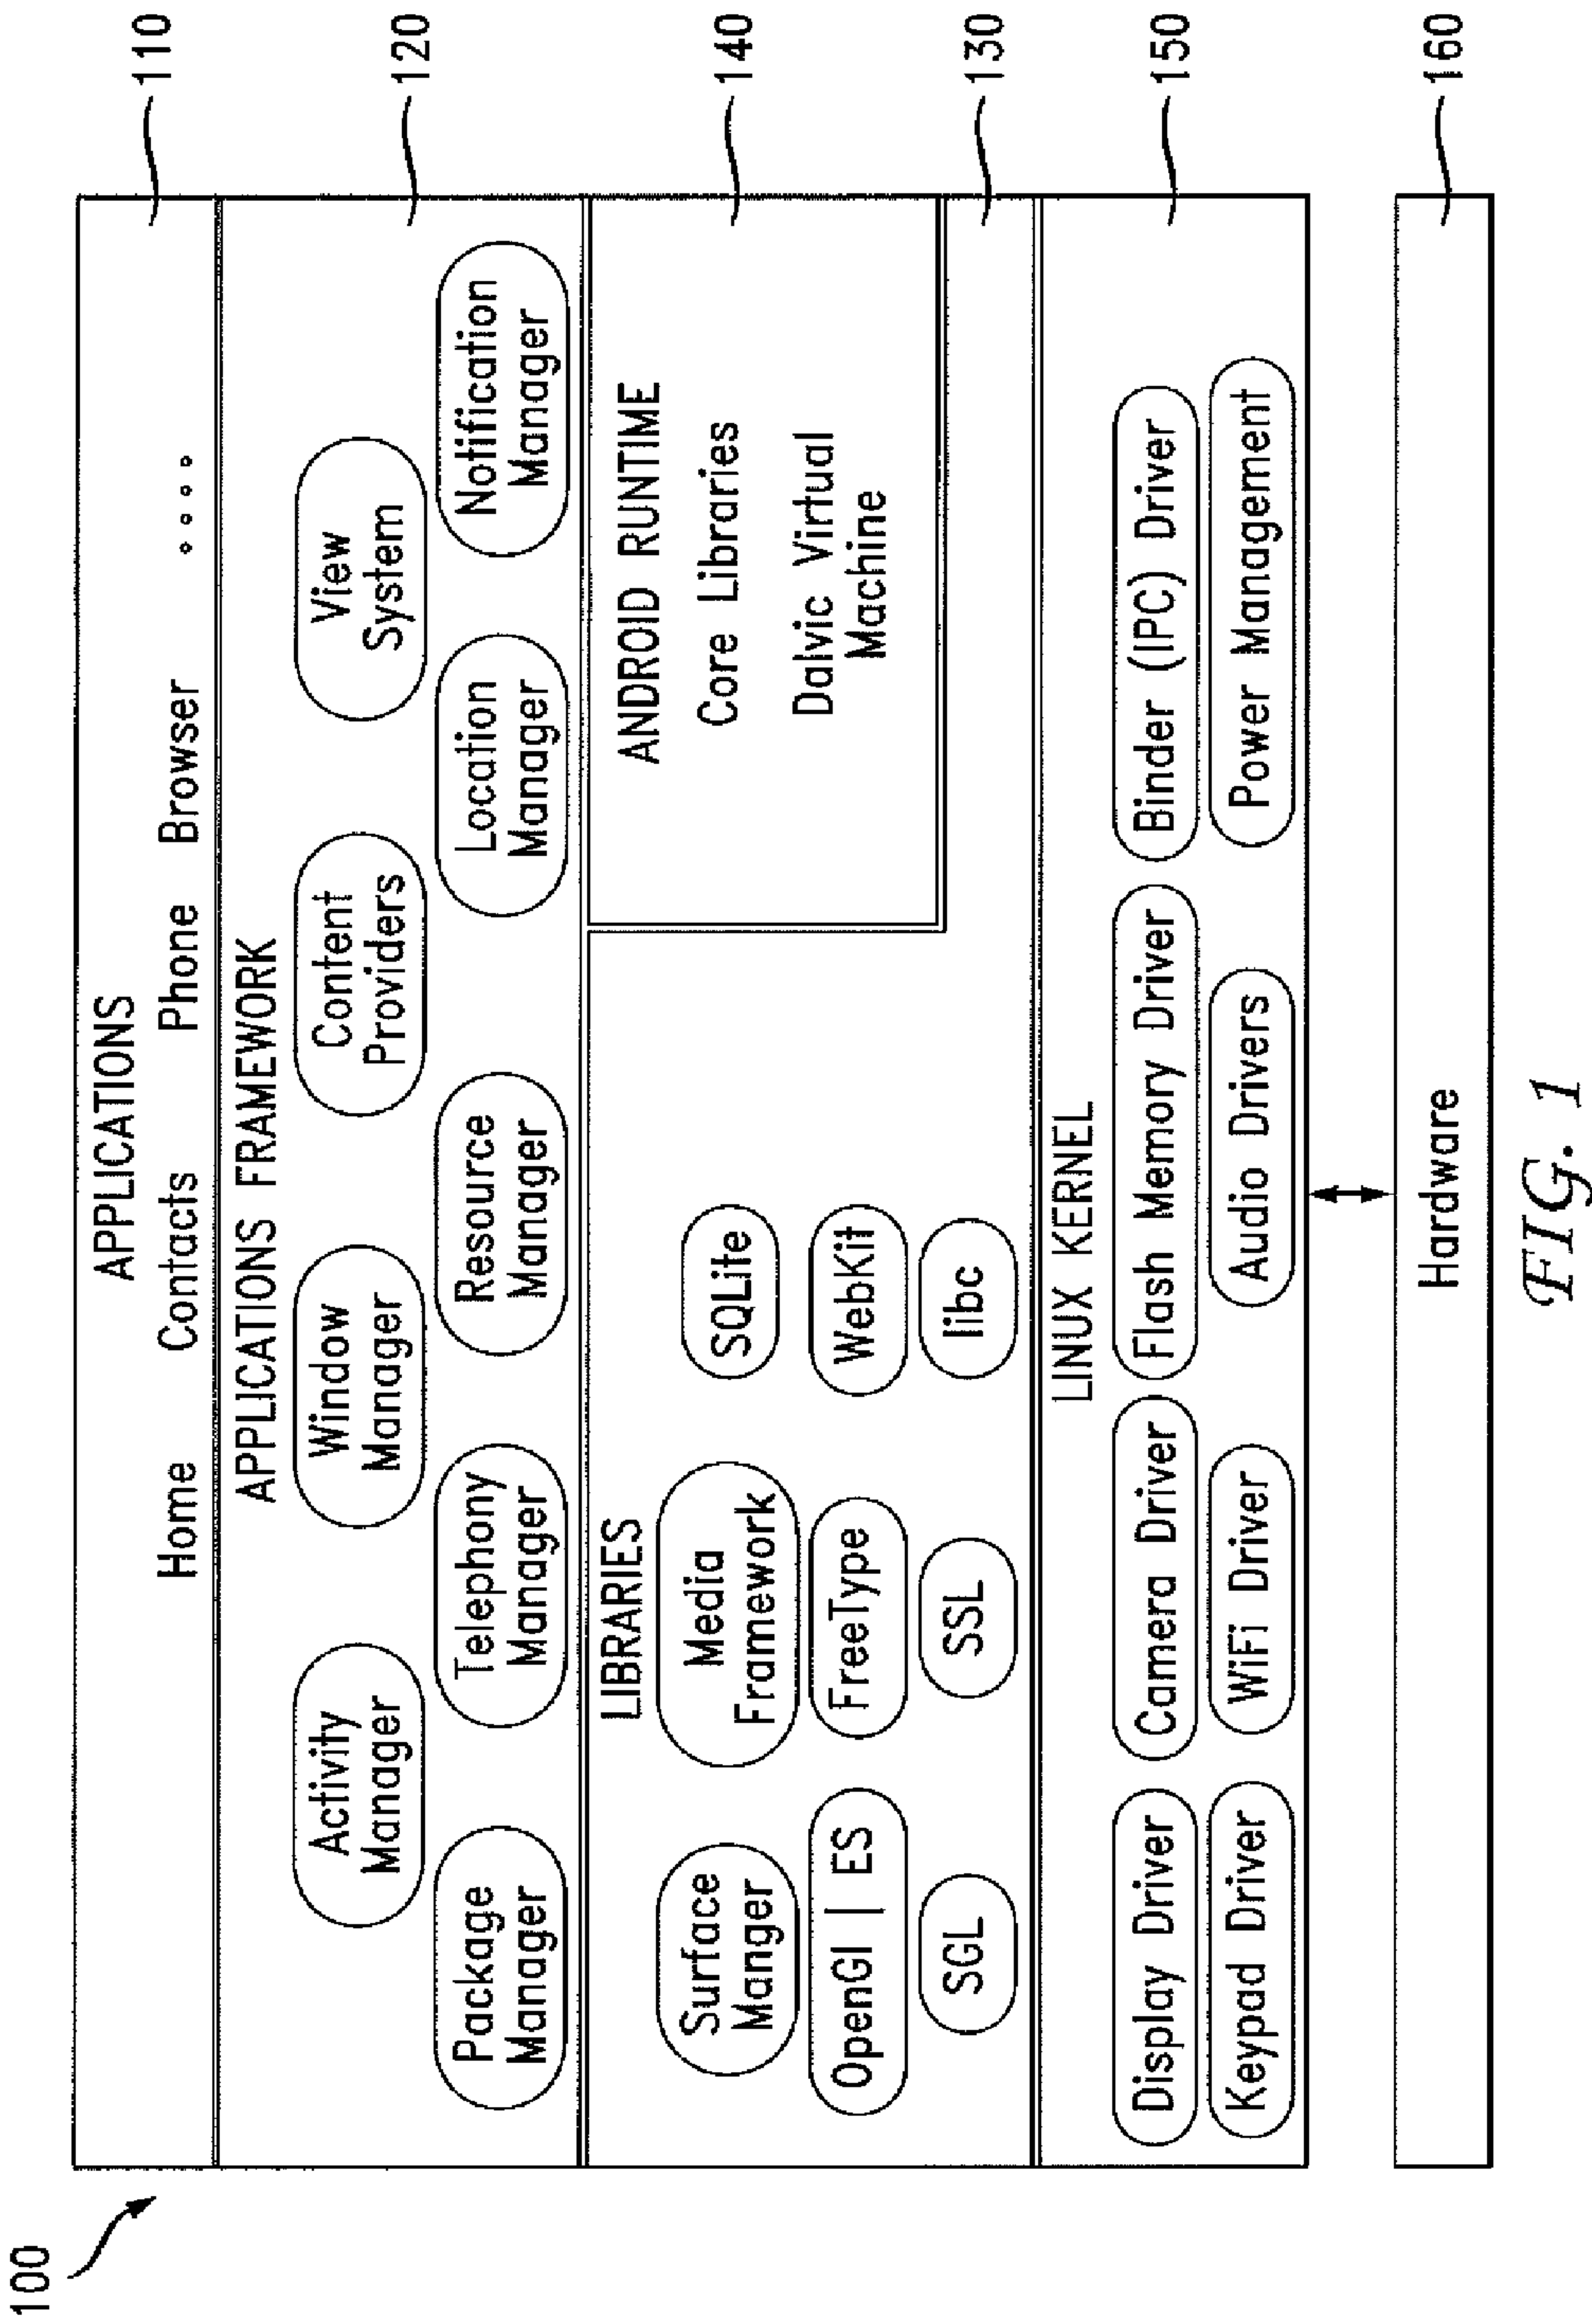 100
APPLICATIONS
110
Home Contacts Phone Browser
APPLICATIONS FRAMEWORK
120
Activity
Manager
Window
Manager
Content
Providers
View
System
Package
Manager
Telephony
Manager
Resource
Manager
Location
Manager
Notification
Manager
LIBRARIES
Surface
Manger
Media
Framework
SQLite
OpenGl | ES
FreeType
WebKit
SGL
SSL
libc
ANDROID RUNTIME
Core Libraries
Dalvic Virtual
Machine
140
130
LINUX KERNEL
150
Display Driver
Camera Driver
Flash Memory Driver
Binder (IPC) Driver
Keypad Driver
WiFi Driver
Audio Drivers
Power Management
Hardware
160
FIG. 1